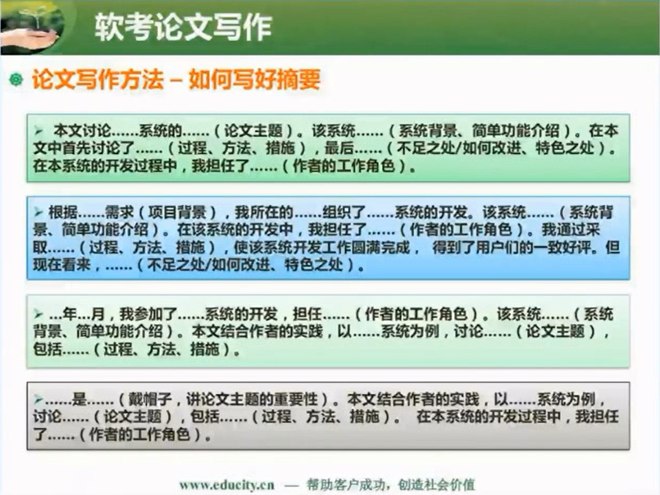 软考论文写作
论文写作方法 – 如何写好摘要
➢ 本文讨论……系统的……（论文主题）。该系统……（系统背景、简单功能介绍）。在本
文中首先讨论了……（过程、方法、措施），最后……（不足之处/如何改进、特色之处）。
在本系统的开发过程中，我担任了……（作者的工作角色）。
➢ 根据……需求（项目背景），我所在的……组织了……系统的开发。该系统……（系统背
景、简单功能介绍）。在该系统的开发中，我担任了……（作者的工作角色）。我通过采
取……（过程、方法、措施），使该系统开发工作圆满完成， 得到了用户们的一致好评。但
现在看来，……（不足之处/如何改进、特色之处）。
➢ …年…月，我参加了……系统的开发，担任……（作者的工作角色）。该系统……（系统
背景、简单功能介绍）。本文结合作者的实践，以……系统为例，讨论……（论文主题），
包括……（过程、方法、措施）。
➢ ……是……（戴帽子，讲论文主题的重要性）。本文结合作者的实践，以……系统为例，
讨论……（论文主题），包括……（过程、方法、措施）。 在本系统的开发过程中，我担任
了……（作者的工作角色）。
www.educity.cn — 帮助客户成功，创造社会价值